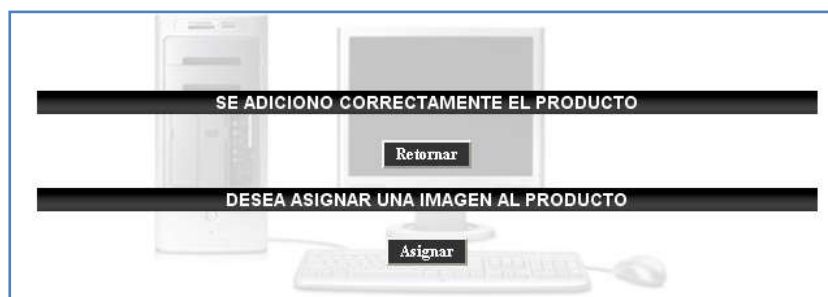 SE ADICIONO CORRECTAMENTE EL PRODUCTO
Retornar
DESEA ASIGNAR UNA IMAGEN AL PRODUCTO
Asignar